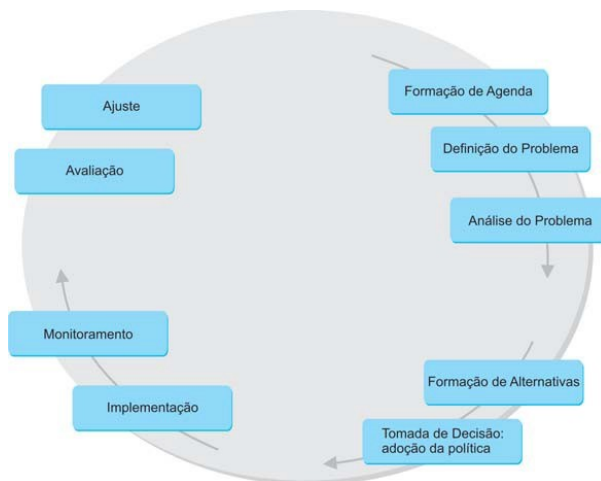 Formação de Agenda
Definição do Problema
Análise do Problema
Formação de Alternativas
Tomada de Decisão:
adoção da política
Implementação
Monitoramento
Avaliação
Ajuste